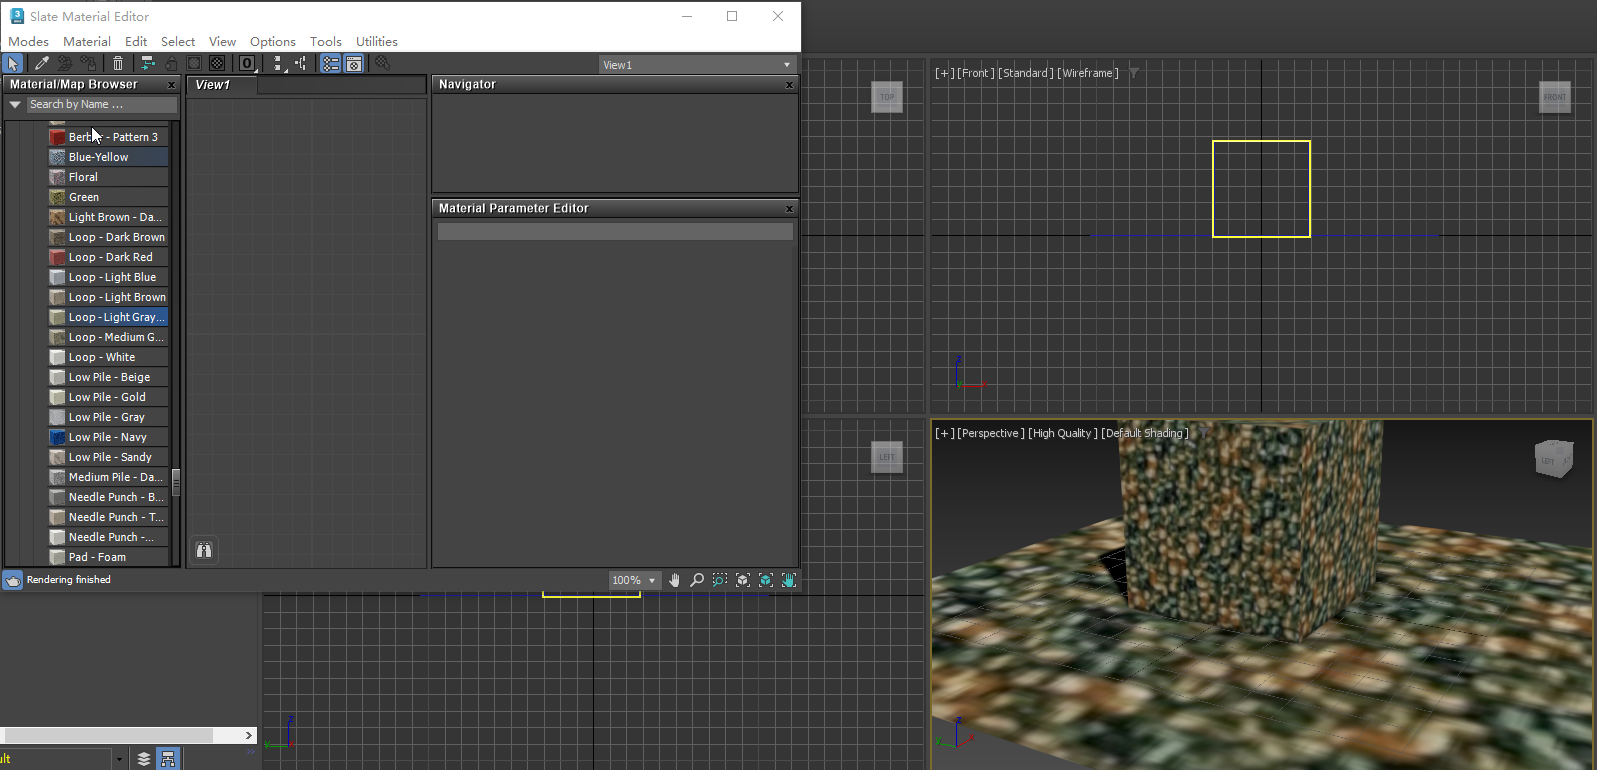 Slate Material Editor
Modes Material Edit Select View Options Tools Utilities
0
View1
Material/Map Browser x
Search by Name ...
Blue-Yellow
Floral
Green
Light Brown - Da...
Loop - Dark Brown
Loop - Dark Red
Loop - Light Blue
Loop - Light Brown
Loop - Light Gray...
Loop - Medium G...
Loop - White
Low Pile - Beige
Low Pile - Gold
Low Pile - Gray
Low Pile - Navy
Low Pile - Sandy
Medium Pile - Da...
Needle Punch - B...
Needle Punch - T...
Needle Punch -...
Pad - Foam
- Pattern 3
View1
Navigator x
Material Parameter Editor x
Rendering finished
100%
TOP
[+] [Front ] [Standard ] [Wireframe ]
FRONT
LEFT
[+] [Perspective ] [High Quality ] [Default Shading ]
LEFT
z
z
y
z
y
x
ult